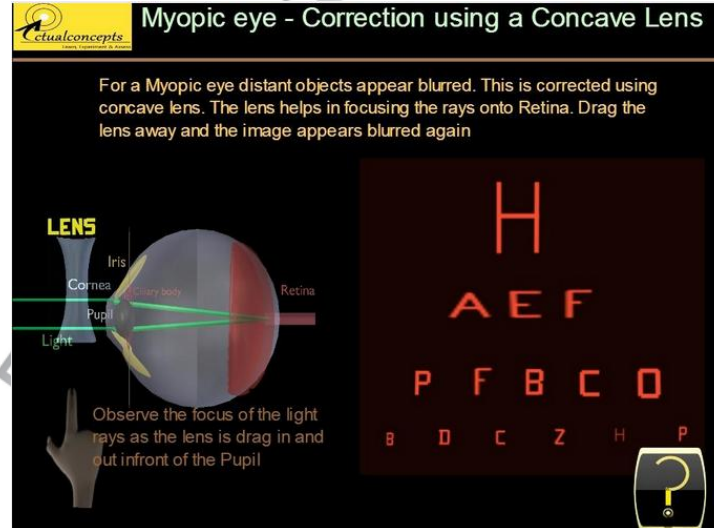 Myopic eye - Correction using a Concave Lens
ctualconcepts
For a Myopic eye distant objects appear blurred. This is corrected using
concave lens. The lens helps in focusing the rays onto Retina. Drag the
lens away and the image appears blurred again
LENS
Iris
Cornea
Ciliary body
Retina
Pupil
Light
Observe the focus of the light
rays as the lens is drag in and
out infront of the Pupil
H
A E F
P F B C O
B D C Z H P
?